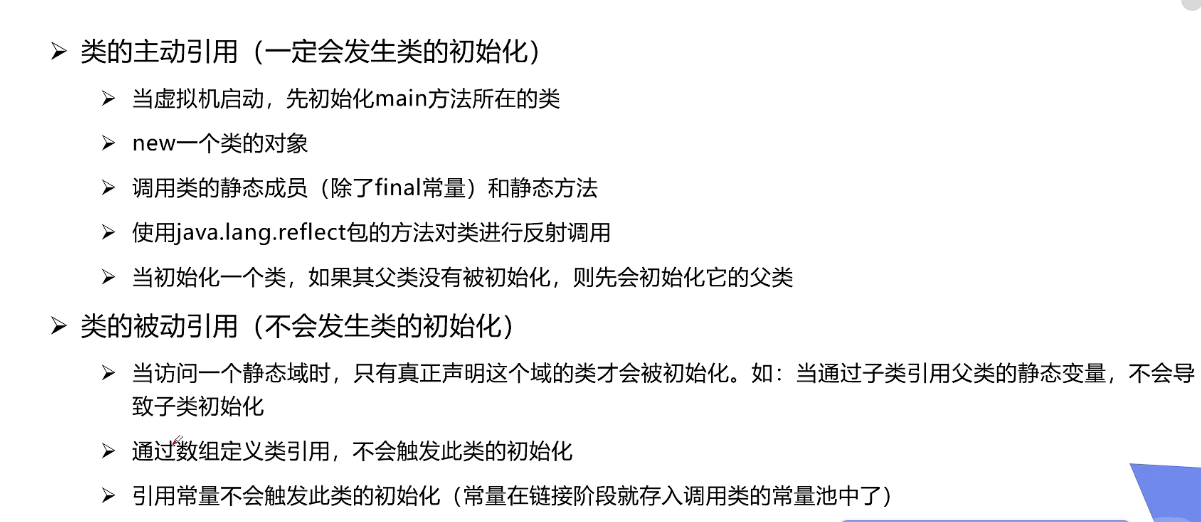 类的主动引用（一定会发生类的初始化）
当虚拟机启动，先初始化main方法所在的类
new一个类的对象
调用类的静态成员（除了final常量）和静态方法
使用java.lang.reflect包的方法对类进行反射调用
当初始化一个类，如果其父类没有被初始化，则先会初始化它的父类
类的被动引用（不会发生类的初始化）
当访问一个静态域时，只有真正声明这个域的类才会被初始化。如：当通过子类引用父类的静态变量，不会导
致子类初始化
通过数组定义类引用，不会触发此类的初始化
引用常量不会触发此类的初始化（常量在链接阶段就存入调用类的常量池中了）